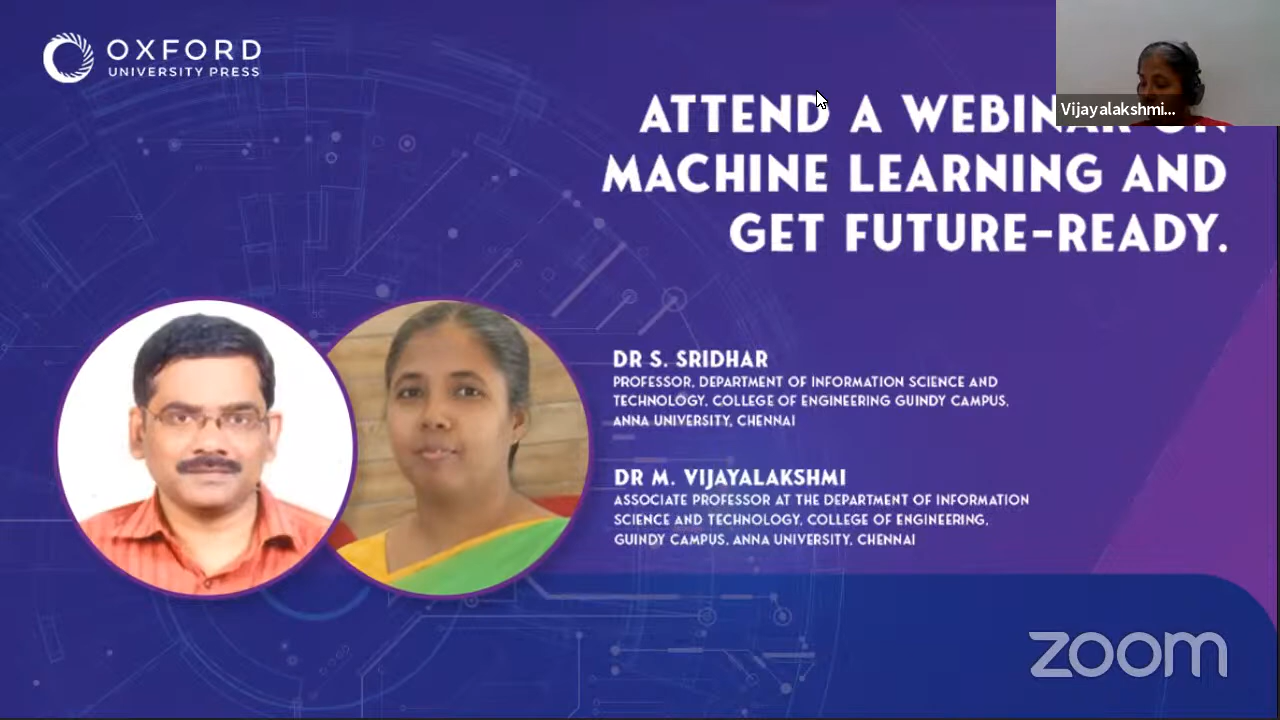 OXFORD
UNIVERSITY PRESS
ATTEND A WEBINAR ON
MACHINE LEARNING AND
GET FUTURE-READY.
Vijayalakshmi...
DR S. SRIDHAR
PROFESSOR, DEPARTMENT OF INFORMATION SCIENCE AND
TECHNOLOGY, COLLEGE OF ENGINEERING GUINDY CAMPUS,
ANNA UNIVERSITY, CHENNAI
DR M. VIJAYALAKSHMI
ASSOCIATE PROFESSOR AT THE DEPARTMENT OF INFORMATION
SCIENCE AND TECHNOLOGY, COLLEGE OF ENGINEERING,
GUINDY CAMPUS, ANNA UNIVERSITY, CHENNAI
zoom